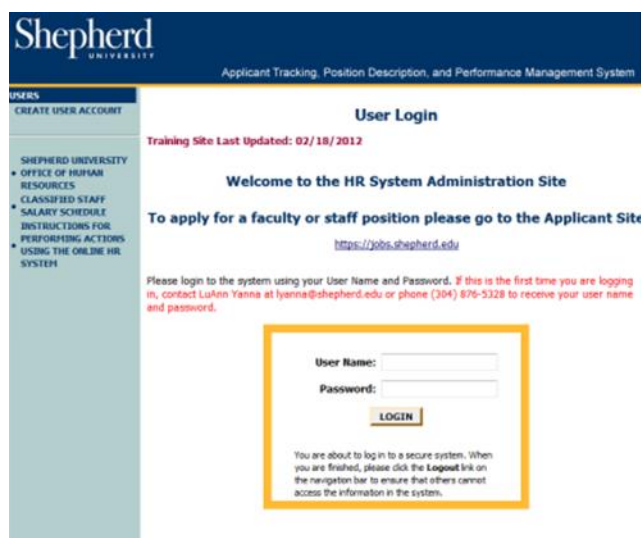 Shepherd
UNIVERSITY
Applicant Tracking, Position Description, and Performance Management System
USERS
CREATE USER ACCOUNT
SHEPHERD UNIVERSITY
• OFFICE OF HUMAN
RESOURCES
CLASSIFIED STAFF
SALARY SCHEDULE
INSTRUCTIONS FOR
PERFORMING ACTIONS
• USING THE ONLINE HR
SYSTEM
User Login
Training Site Last Updated: 02/18/2012
Welcome to the HR System Administration Site
To apply for a faculty or staff position please go to the Applicant Site
https://jobs.shepherd.edu
Please login to the system using your User Name and Password. If this is the first time you are logging
in, contact LuAnn Yanna at lyanna@shepherd.edu or phone (304) 876-5328 to receive your user name
and password.
User Name:
Password:
LOGIN
You are about to log in to a secure system. When
you are finished, please click the Logout link on
the navigation bar to ensure that others cannot
access the information in the system.